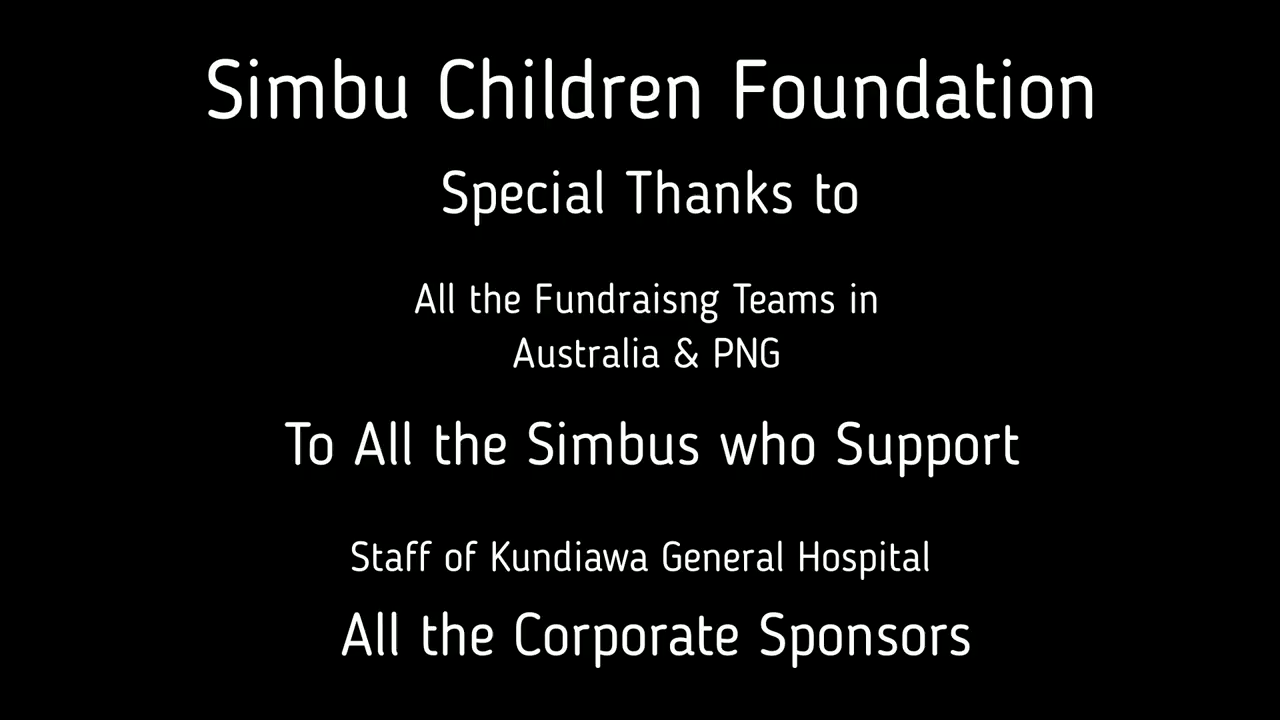 Simbu Children Foundation
Special Thanks to
All the Fundraisng Teams in
Australia & PNG
To All the Simbus who Support
Staff of Kundiawa General Hospital
All the Corporate Sponsors